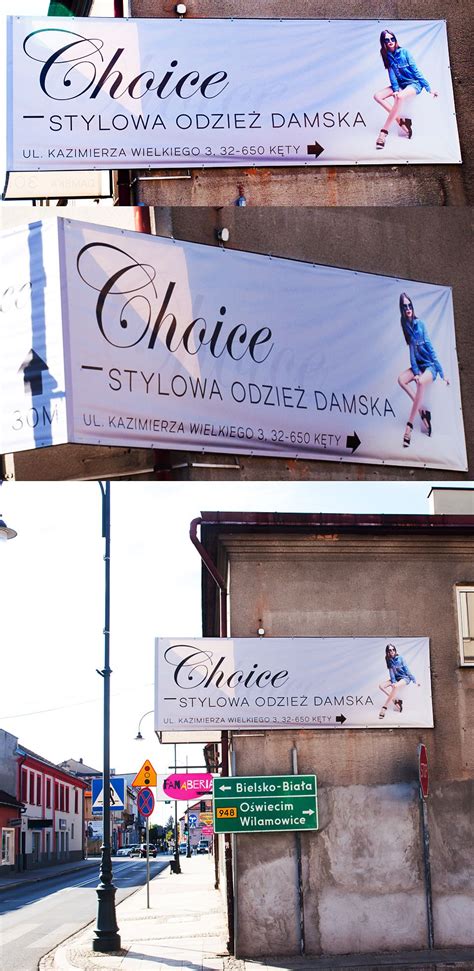 Choice
STYLOWA ODZIEŻ DAMSKA
UL. KAZIMIERZA WIELKIEGO 3, 32-650 KĘTY
Choice
STYLOWA ODZIEŻ DAMSKA
UL. KAZIMIERZA WIELKIEGO 3, 32-650 KĘTY
30M
Choice
STYLOWA ODZIEŻ DAMSKA
UL. KAZIMIERZA WIELKIEGO 3, 32-650 KĘTY
FANABERIA
Bielsko-Biała
948 Oświęcim
Wilamowice